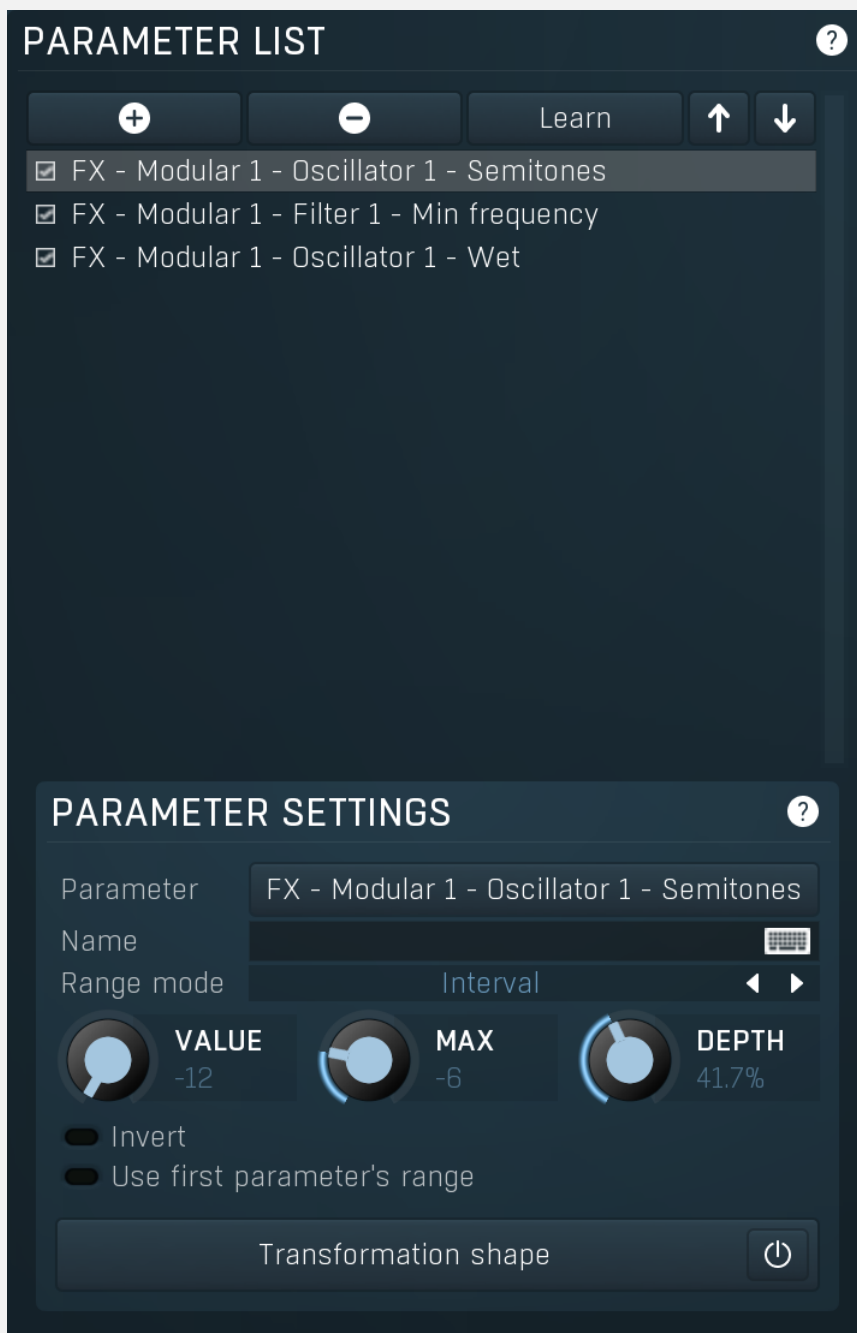 PARAMETER LIST ?
Learn
FX - Modular 1 - Oscillator 1 - Semitones
FX - Modular 1 - Filter 1 - Min frequency
FX - Modular 1 - Oscillator 1 - Wet
PARAMETER SETTINGS ?
Parameter FX - Modular 1 - Oscillator 1 - Semitones
Name
Range mode Interval
VALUE MAX DEPTH
-12 -6 41.7%
Invert
Use first parameter's range
Transformation shape